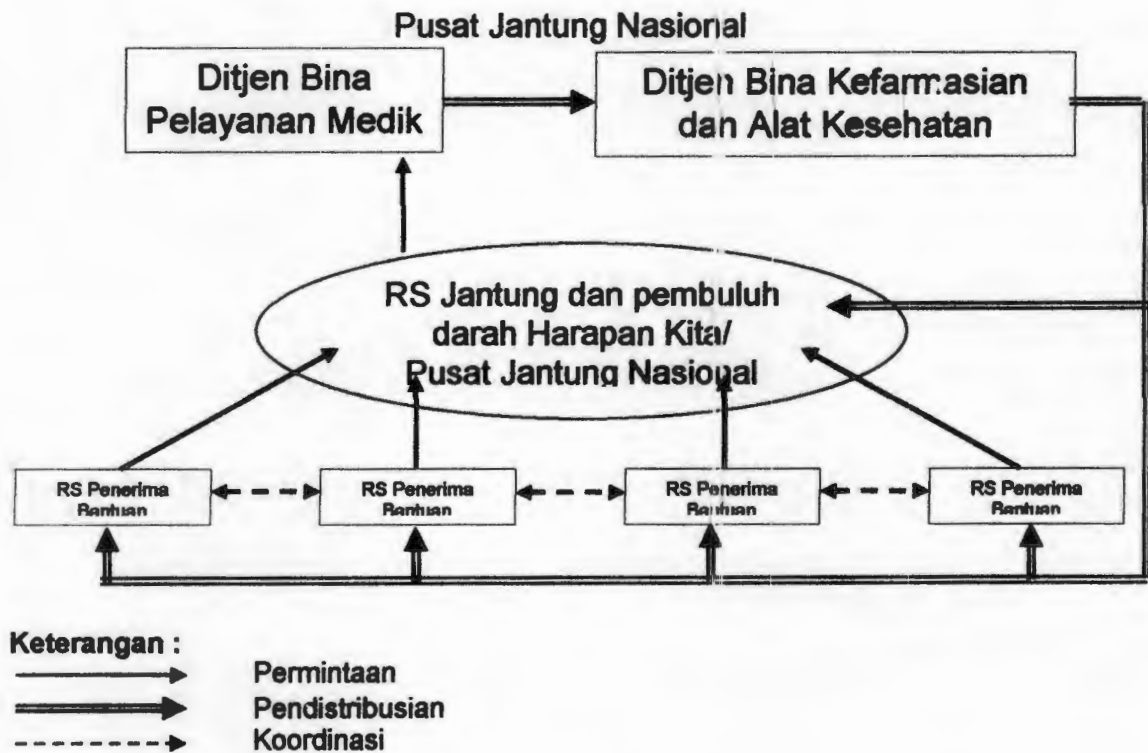 Pusat Jantung Nasional
Ditjen Bina
Pelayanan Medik
Ditjen Bina Kefarmasian
dan Alat Kesehatan
RS Jantung dan pembuluh
darah Harapan Kita/
Pusat Jantung Nasional
RS Penerima
Bantuan
RS Penerima
Bantuan
RS Penerima
Bantuan
RS Penerima
Bantuan
Keterangan :
Permintaan
Pendistribusian
Koordinasi